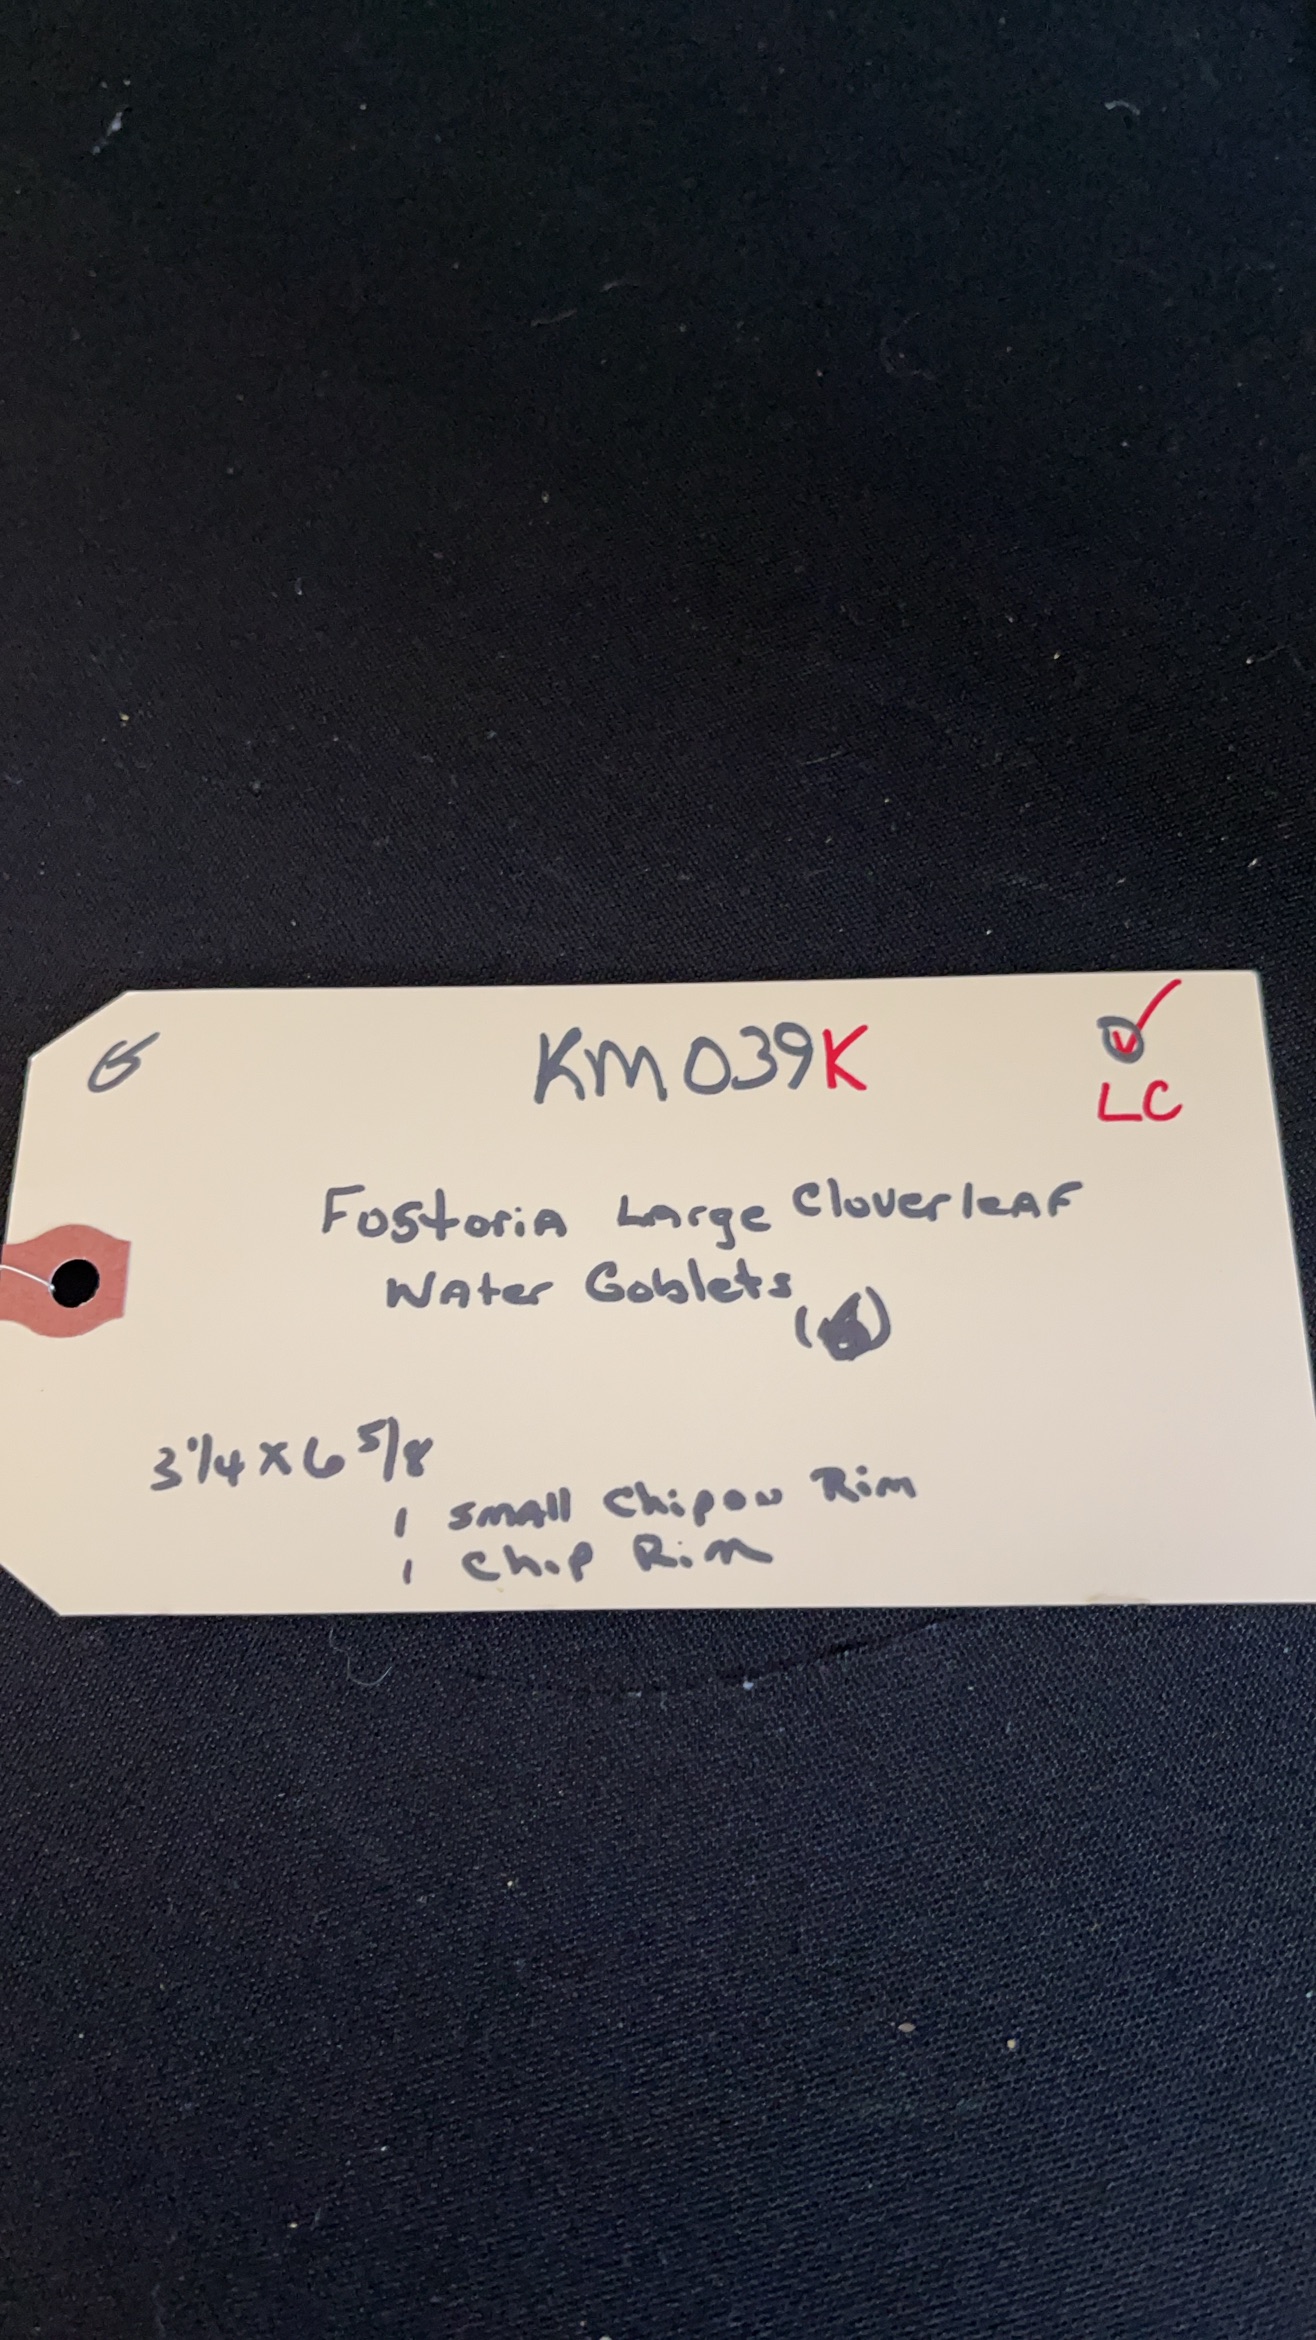 KM039K
LC
Fostoria Large Cloverleaf
Water Goblets
3 1/4 x 6 5/8
1 small Chip on Rim
1 Chip Rim